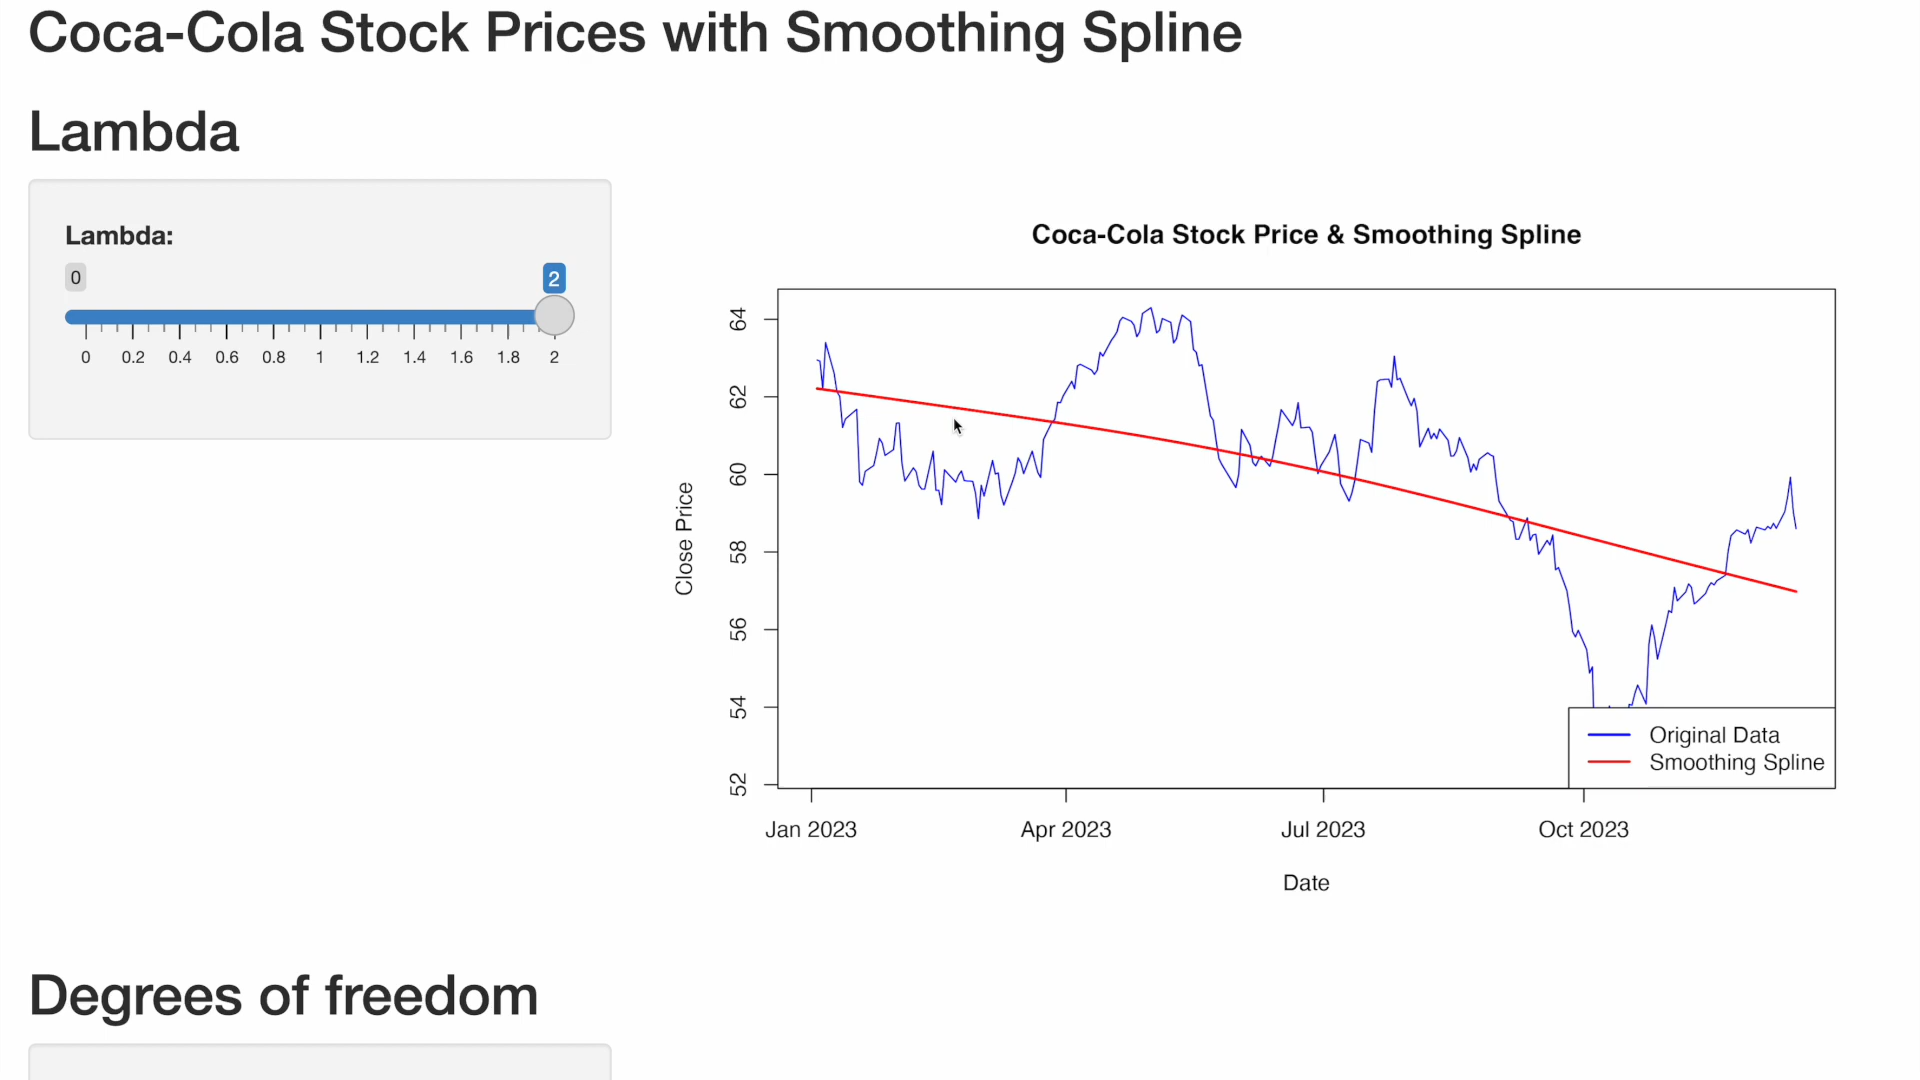 Coca-Cola Stock Prices with Smoothing Spline
Lambda
Lambda:
0 2
0 0.2 0.4 0.6 0.8 1 1.2 1.4 1.6 1.8 2
Coca-Cola Stock Price & Smoothing Spline
Close Price
64
62
60
58
56
54
52
Original Data
Smoothing Spline
Jan 2023 Apr 2023 Jul 2023 Oct 2023
Date
Degrees of freedom